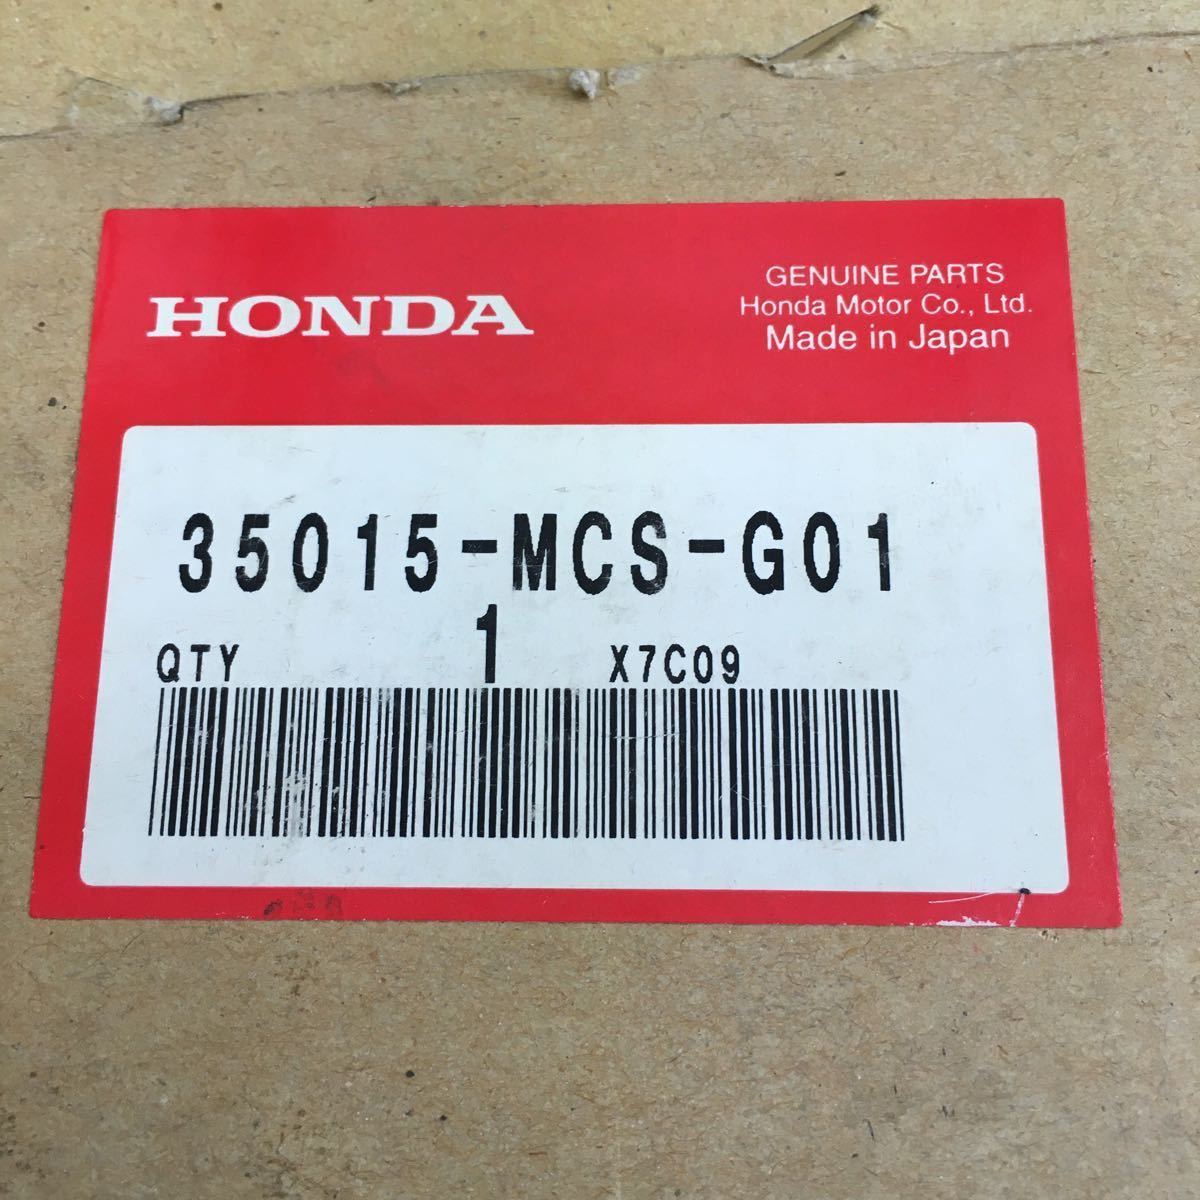 HONDA
GENUINE PARTS
Honda Motor Co., Ltd.
Made in Japan
35015-MCS-G01
QTY 1 X7C09